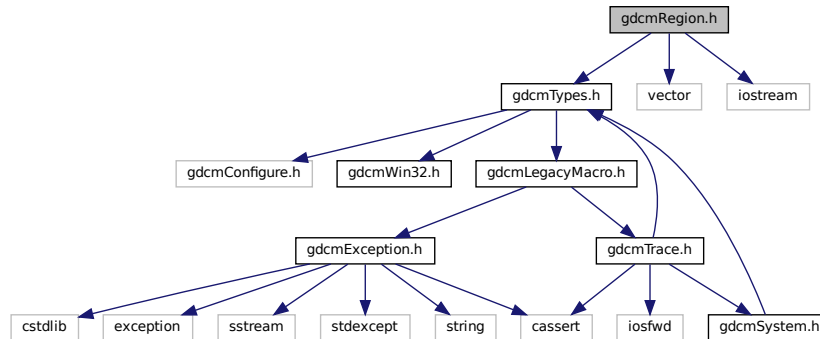 gdcmRegion.h
gdcmTypes.h
vector
iostream
gdcmConfigure.h
gdcmWin32.h
gdcmLegacyMacro.h
gdcmException.h
gdcmTrace.h
cstdlib
exception
sstream
stdexcept
string
cassert
iosfwd
gdcmSystem.h